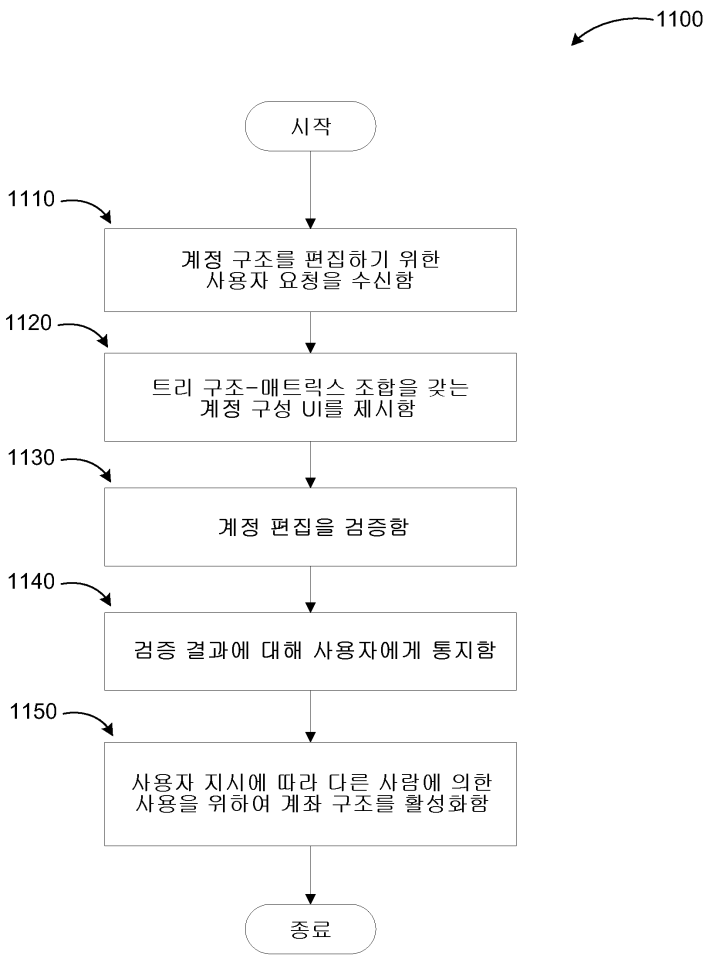 1100
시작
1110
계정 구조를 편집하기 위한
사용자 요청을 수신함
1120
트리 구조-매트릭스 조합을 갖는
계정 구성 UI를 제시함
1130
계정 편집을 검증함
1140
검증 결과에 대해 사용자에게 통지함
1150
사용자 지시에 따라 다른 사람에 의한
사용을 위하여 계좌 구조를 활성화함
종료